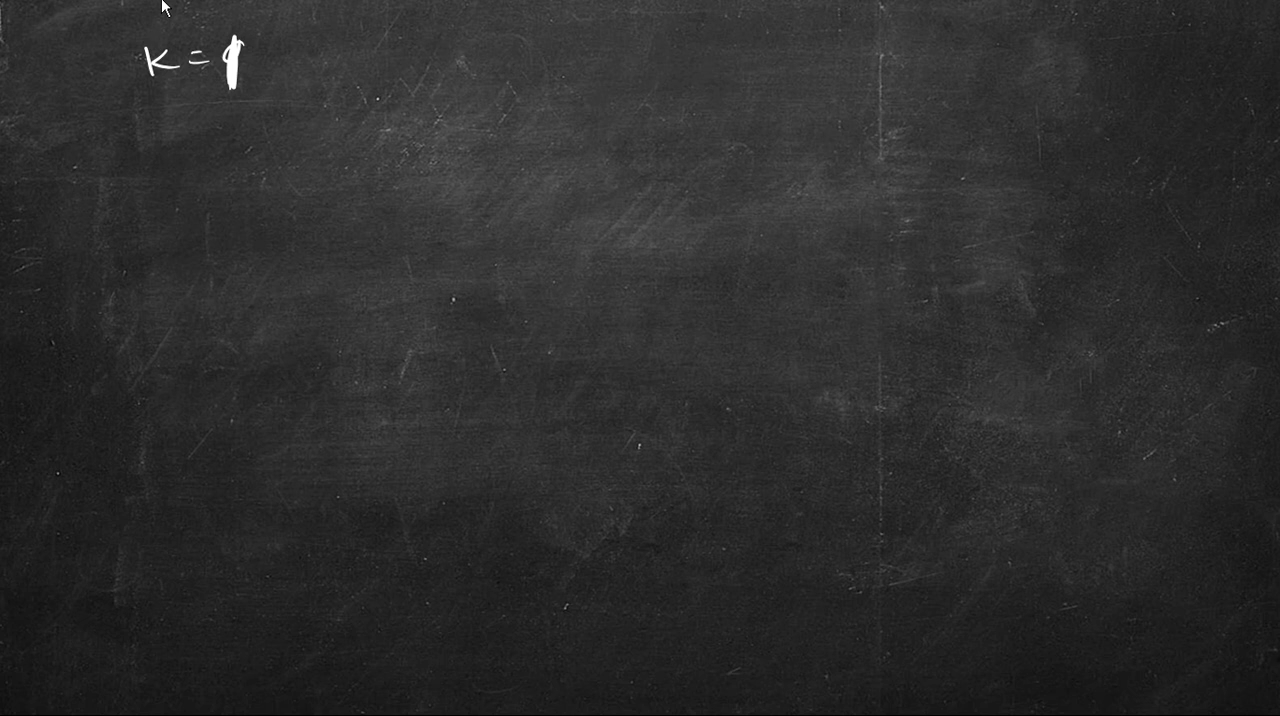 K = 1